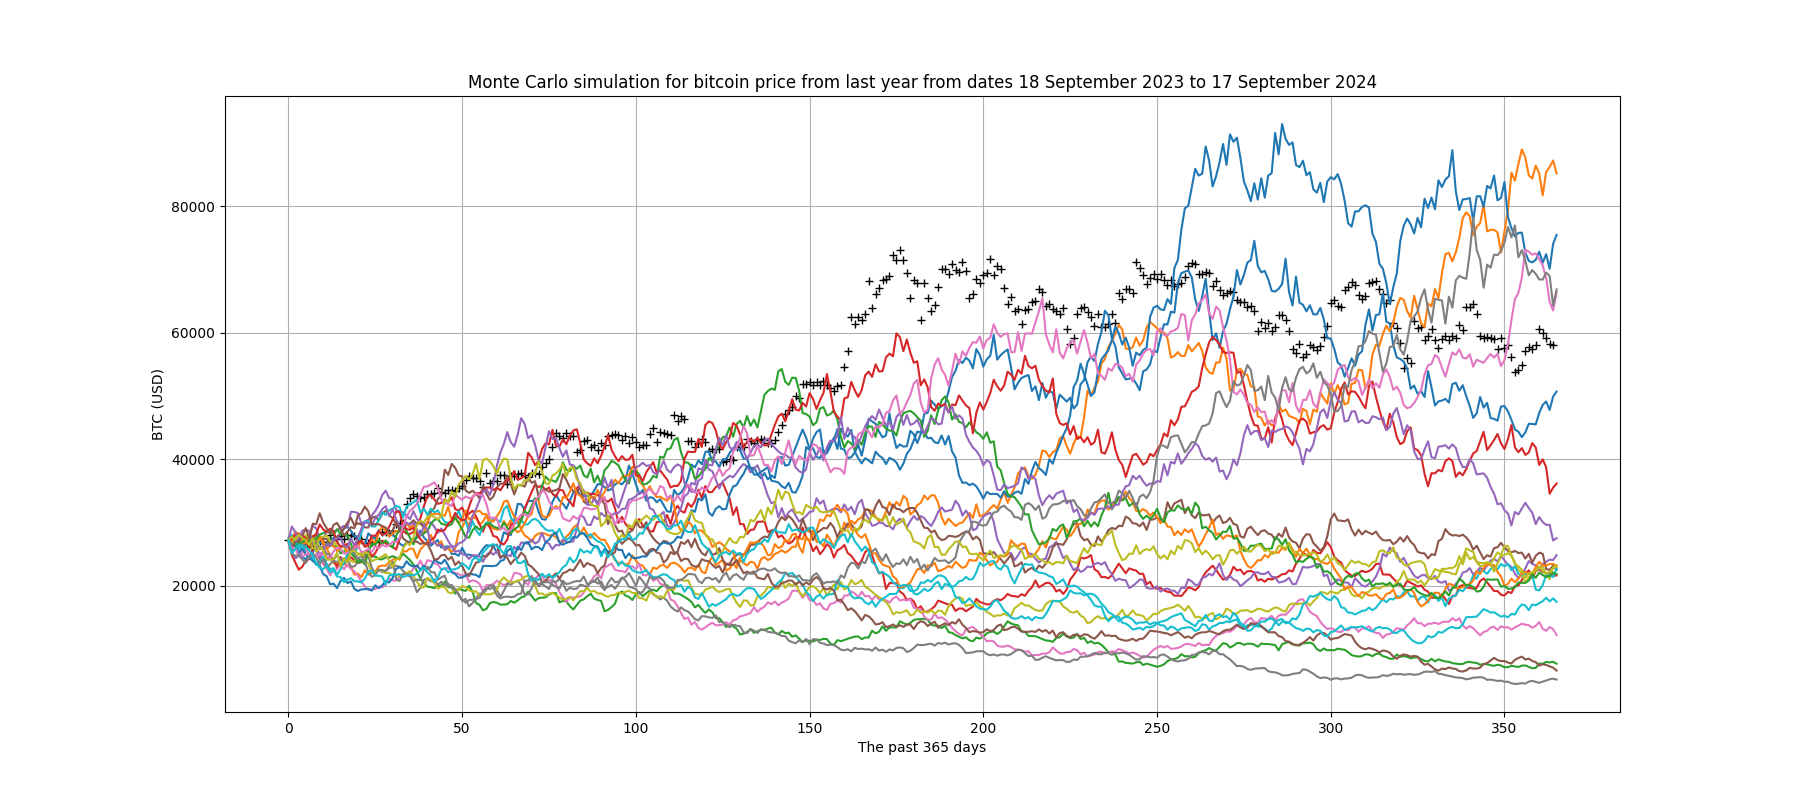 Monte Carlo simulation for bitcoin price from last year from dates 18 September 2023 to 17 September 2024
BTC (USD)
80000
60000
40000
20000
0 50 100 150 200 250 300 350
The past 365 days